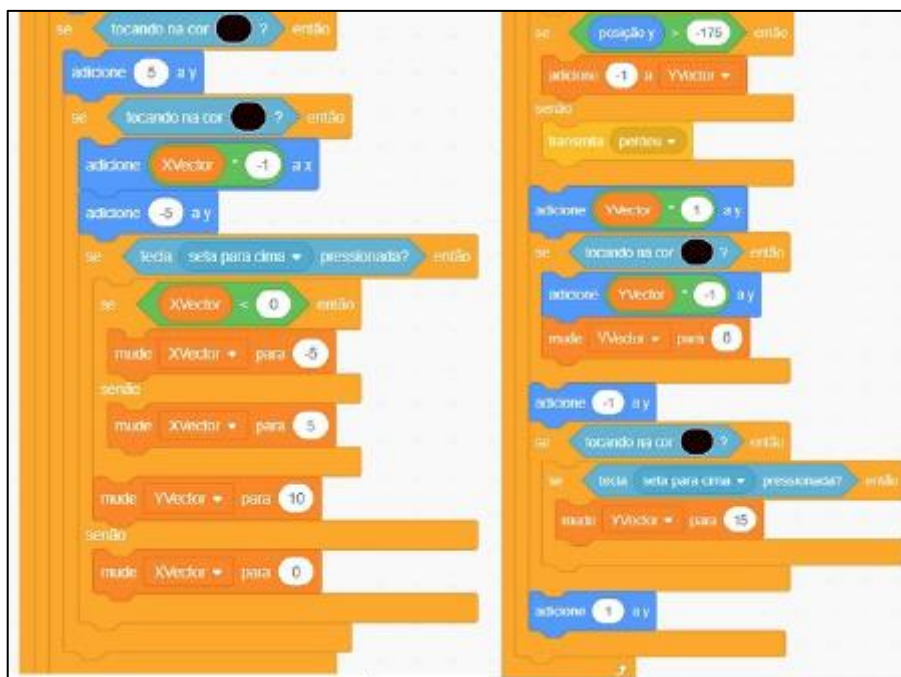 se tocando na cor ? então
adicione 5 a y
se tocando na cor ? então
adicione XVector * -1 a x
adicione -5 a y
se tecla seta para cima pressionada? então
se XVector < 0 então
mude XVector para -5
senão
mude XVector para 5
mude YVector para 10
senão
mude XVector para 0
se posição y > -175 então
adicione -1 a YVector
senão
transmita perdeu
adicione YVector * 1 a y
se tocando na cor ? então
adicione YVector * -1 a y
mude YVector para 0
adicione -1 a y
se tocando na cor ? então
se tecla seta para cima pressionada? então
mude YVector para 15
adicione 1 a y